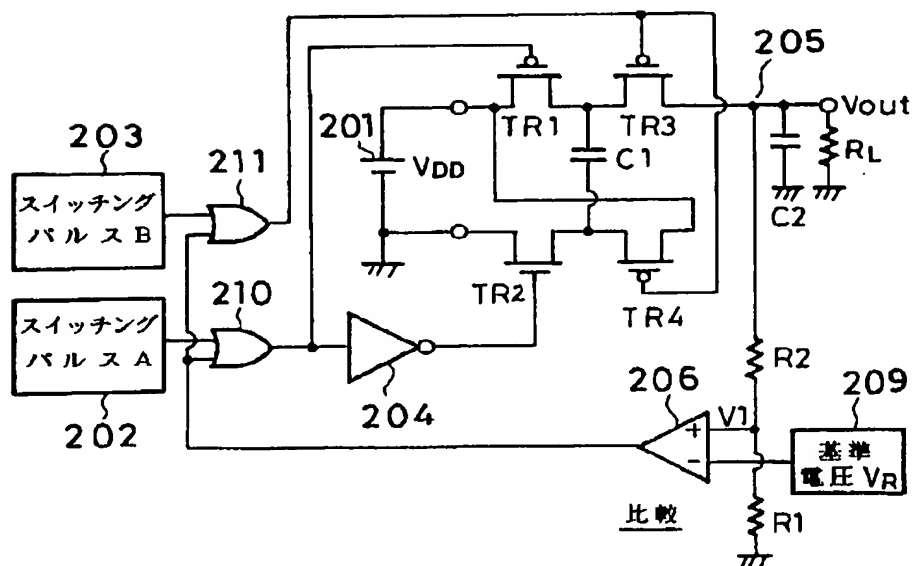 205
Vout
TR1
TR3
201
VDD
C1
RL
C2
203
スイッチング
パルスB
211
TR2
TR4
210
スイッチング
パルスA
202
204
R2
206
V1
209
+
-
基準
電圧VR
比較
R1